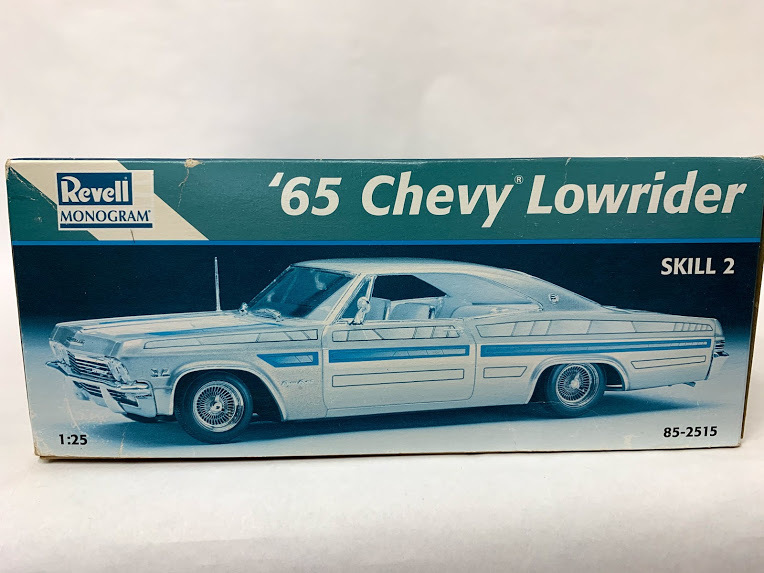 Revell
MONOGRAM
'65 Chevy® Lowrider
SKILL 2
1:25
85-2515